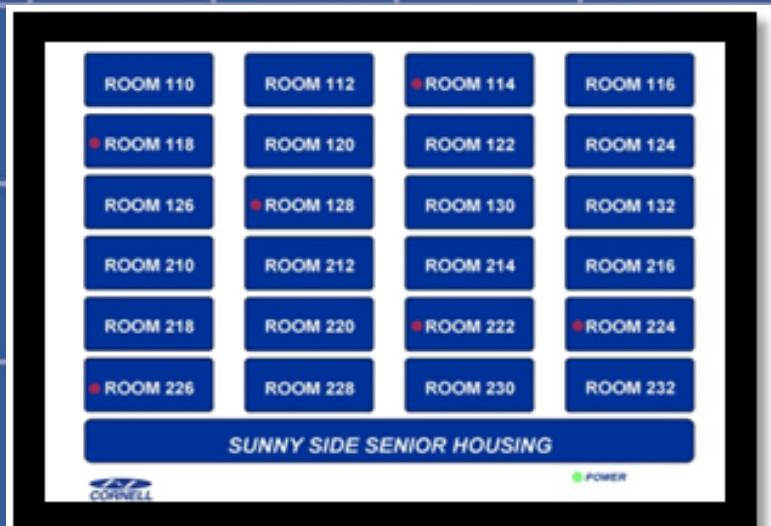 ROOM 110 ROOM 112 ROOM 114 ROOM 116
ROOM 118 ROOM 120 ROOM 122 ROOM 124
ROOM 126 ROOM 128 ROOM 130 ROOM 132
ROOM 210 ROOM 212 ROOM 214 ROOM 216
ROOM 218 ROOM 220 ROOM 222 ROOM 224
ROOM 226 ROOM 228 ROOM 230 ROOM 232
SUNNY SIDE SENIOR HOUSING
CORNELL
POWER